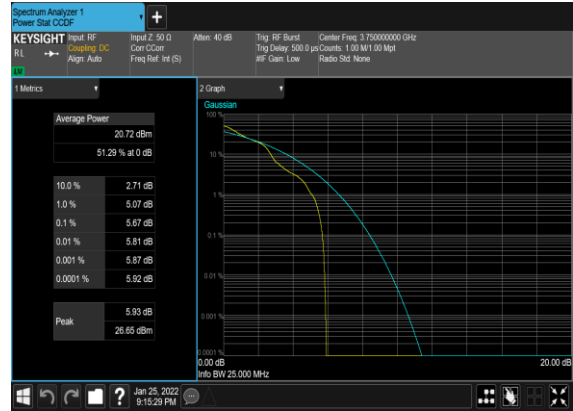 Spectrum Analyzer 1
Power Stat CCDF
KEYSIGHT
RL
Input: RF
Coupling: DC
Align: Auto
Input Z: 50 Ω
Corr CCorr
Freq Ref: Int (S)
Atten: 40 dB
Trig: RF Burst
Trig Delay: 500.0 µs
#IF Gain: Low
Center Freq: 3.750000000 GHz
Counts: 1.00 M/1.00 Mpt
Radio Std: None
1 Metrics
Average Power
20.72 dBm
51.29 % at 0 dB
10.0 % 2.71 dB
1.0 % 5.07 dB
0.1 % 5.67 dB
0.01 % 5.81 dB
0.001 % 5.87 dB
0.0001 % 5.92 dB
Peak
5.93 dB
26.65 dBm
2 Graph
Gaussian
100 %
10 %
1 %
0.1 %
0.01 %
0.001 %
0.0001 %
0.00 dB
20.00 dB
Info BW 25.000 MHz
?
Jan 25, 2022
9:15:29 PM